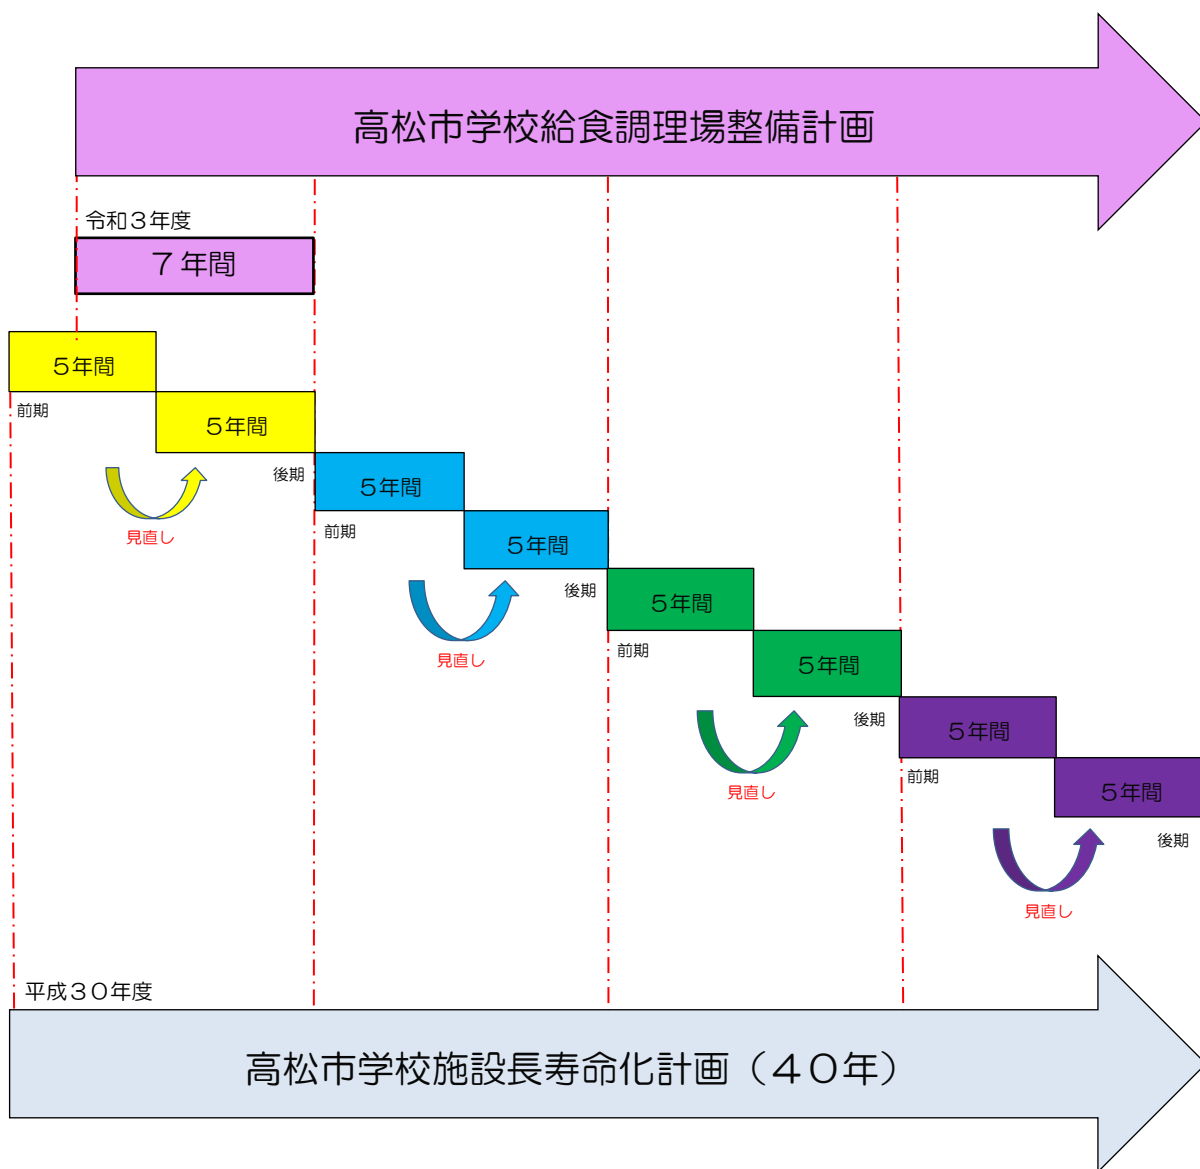 高松市学校給食調理場整備計画
令和３年度
７年間
５年間
前期
５年間
後期
見直し
５年間
前期
５年間
後期
見直し
５年間
前期
５年間
後期
見直し
５年間
前期
５年間
後期
見直し
平成３０年度
高松市学校施設長寿命化計画（４０年）